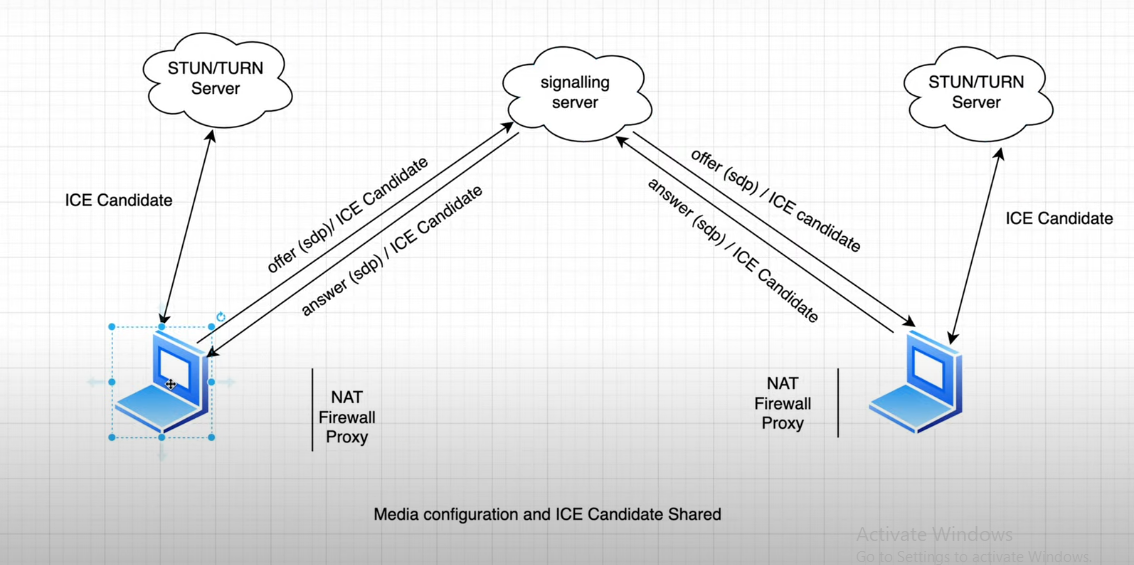 STUN/TURN
Server
signalling
server
STUN/TURN
Server
ICE Candidate
offer (sdp)/ ICE Candidate
answer (sdp) / ICE Candidate
offer (sdp) / ICE candidate
answer (sdp) / ICE Candidate
ICE Candidate
NAT
Firewall
Proxy
NAT
Firewall
Proxy
Media configuration and ICE Candidate Shared
Activate Windows
Go to Settings to activate Windows.